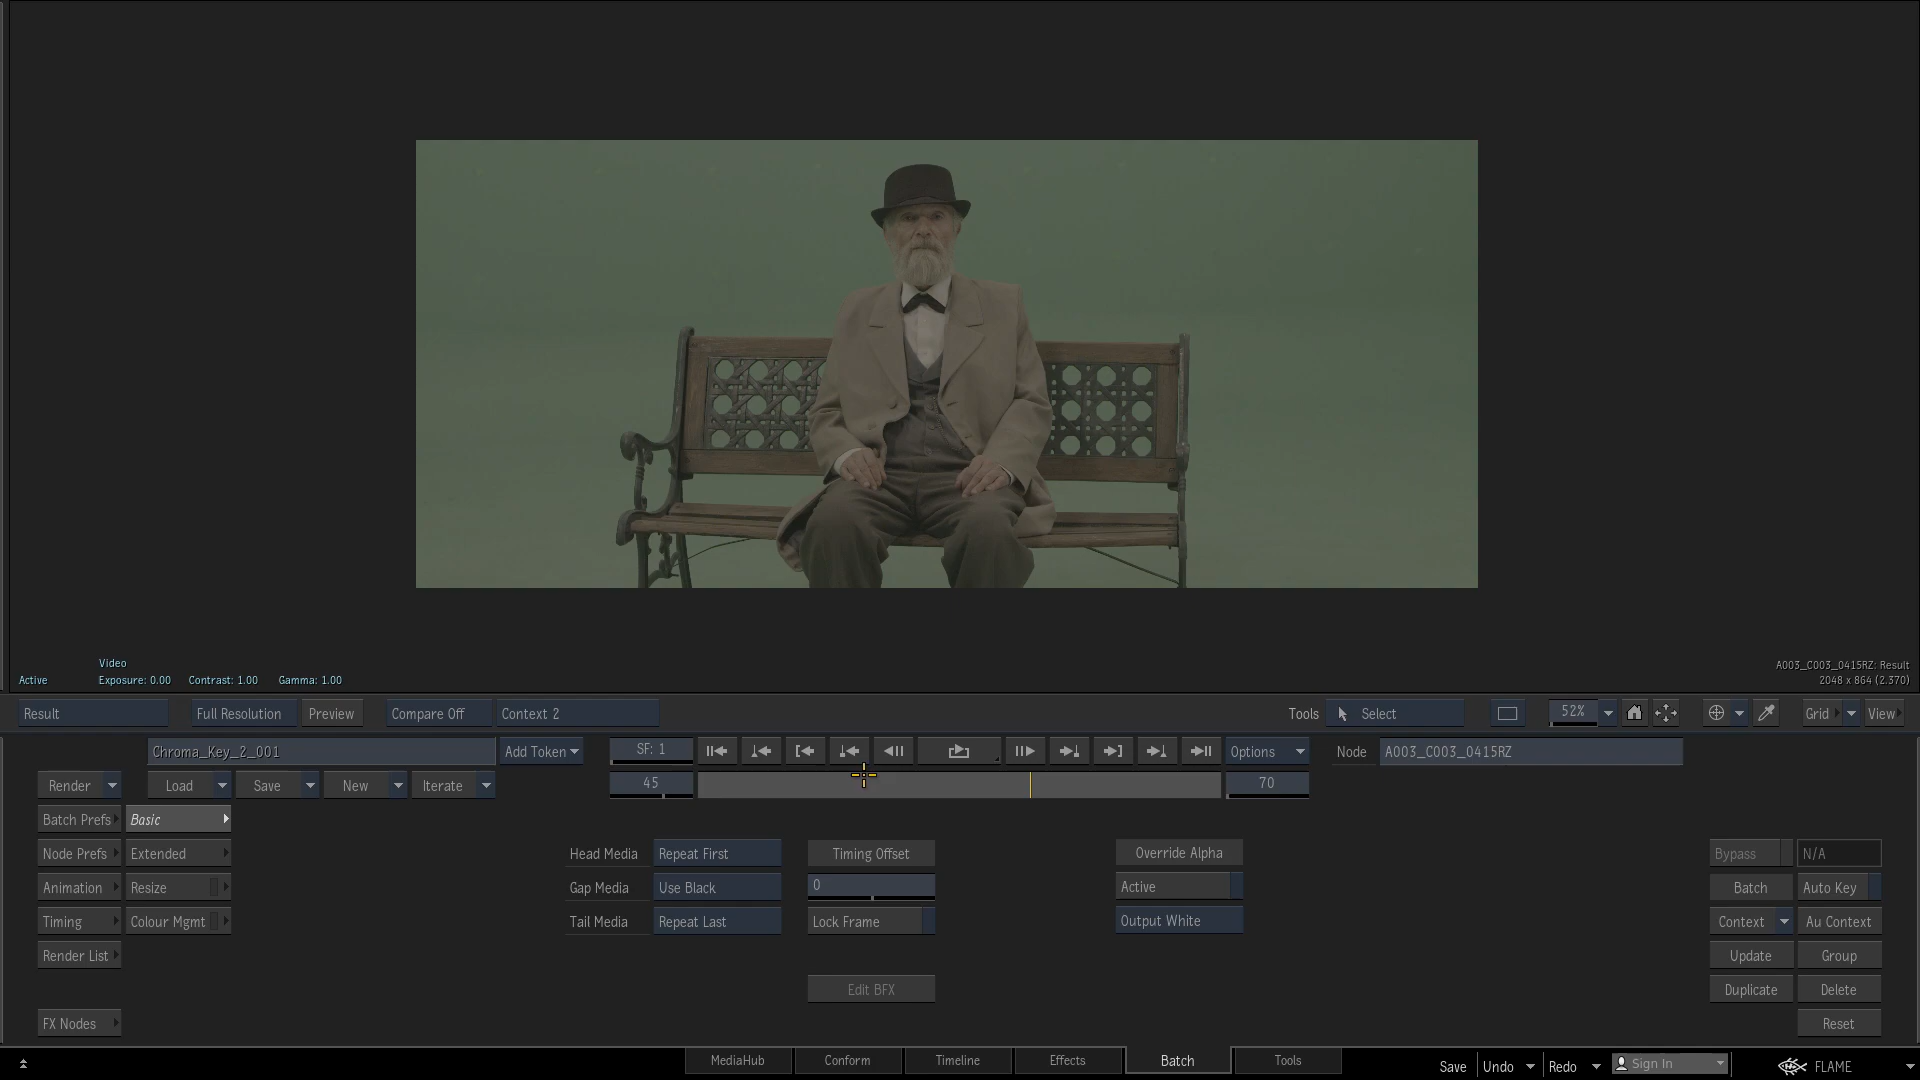 Video
Active Exposure: 0.00 Contrast: 1.00 Gamma: 1.00
A003_C003_0415RZ: Result
2048 x 864 (2.370)
Result Full Resolution Preview Compare Off Context 2 Tools Select 52% Grid View
Chroma_Key_2_001 Add Token SF: 1 Options Node A003_C003_0415RZ
Render Load Save New Iterate 45 70
Batch Prefs Basic
Node Prefs Extended Head Media Repeat First Timing Offset Override Alpha Bypass N/A
Animation Resize Gap Media Use Black 0 Active Batch Auto Key
Timing Colour Mgmt Tail Media Repeat Last Lock Frame Output White Context Au Context
Render List Update Group
Edit BFX Duplicate Delete
FX Nodes Reset
MediaHub Conform Timeline Effects Batch Tools Save Undo Redo Sign In FLAME